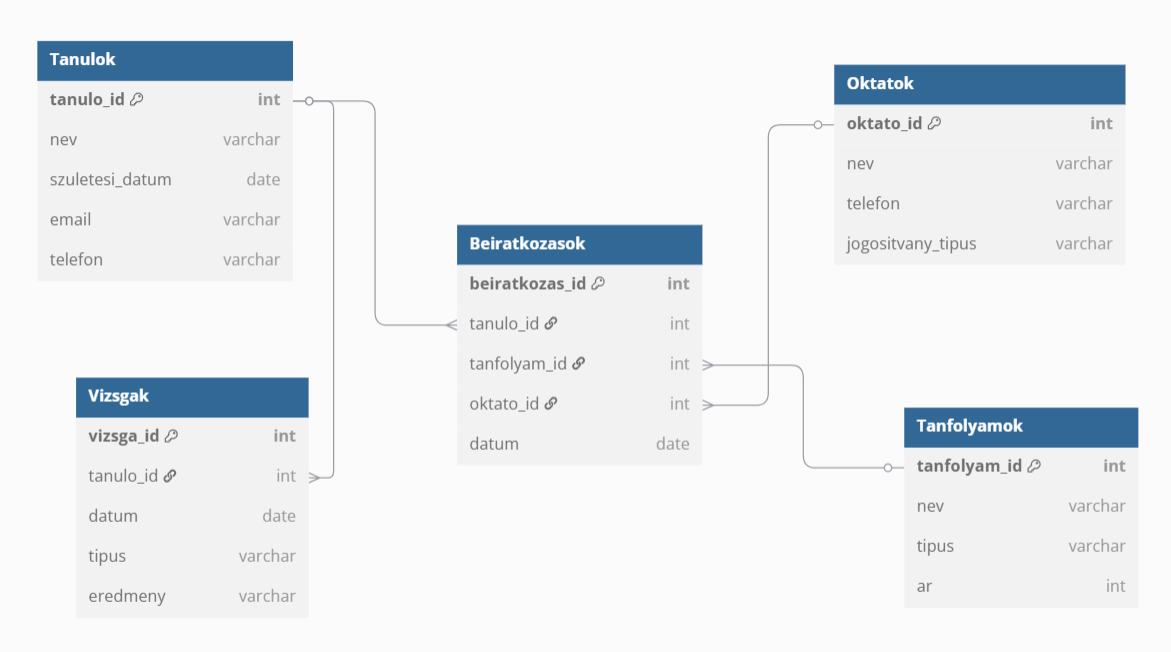 Tanulok
tanulo_id int
nev varchar
szuletesi_datum date
email varchar
telefon varchar
Oktatok
oktato_id int
nev varchar
telefon varchar
jogositvany_tipus varchar
Beiratkozasok
beiratkozas_id int
tanulo_id int
tanfolyam_id int
oktato_id int
datum date
Vizsgak
vizsga_id int
tanulo_id int
datum date
tipus varchar
eredmeny varchar
Tanfolyamok
tanfolyam_id int
nev varchar
tipus varchar
ar int